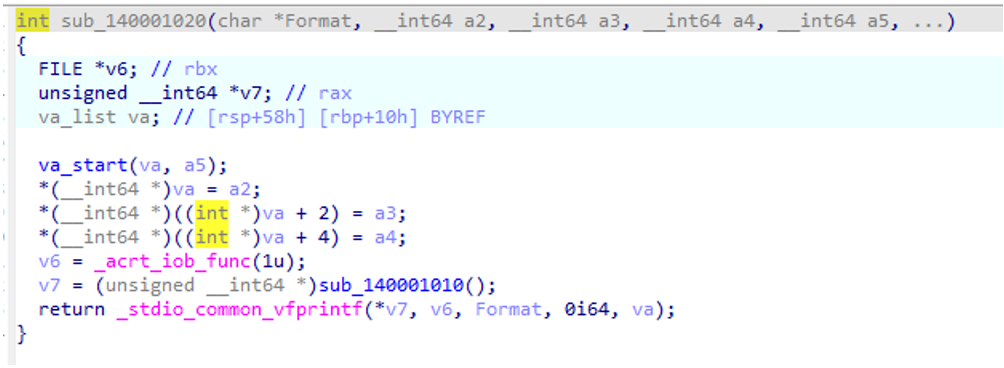 int sub_140001020(char *Format, __int64 a2, __int64 a3, __int64 a4, __int64 a5, ...)
{
  FILE *v6; // rbx
  unsigned __int64 *v7; // rax
  va_list va; // [rsp+58h] [rbp+10h] BYREF

  va_start(va, a5);
  *(__int64 *)va = a2;
  *(__int64 *)((int *)va + 2) = a3;
  *(__int64 *)((int *)va + 4) = a4;
  v6 = _acrt_iob_func(1u);
  v7 = (unsigned __int64 *)sub_140001010();
  return _stdio_common_vfprintf(*v7, v6, Format, 0i64, va);
}